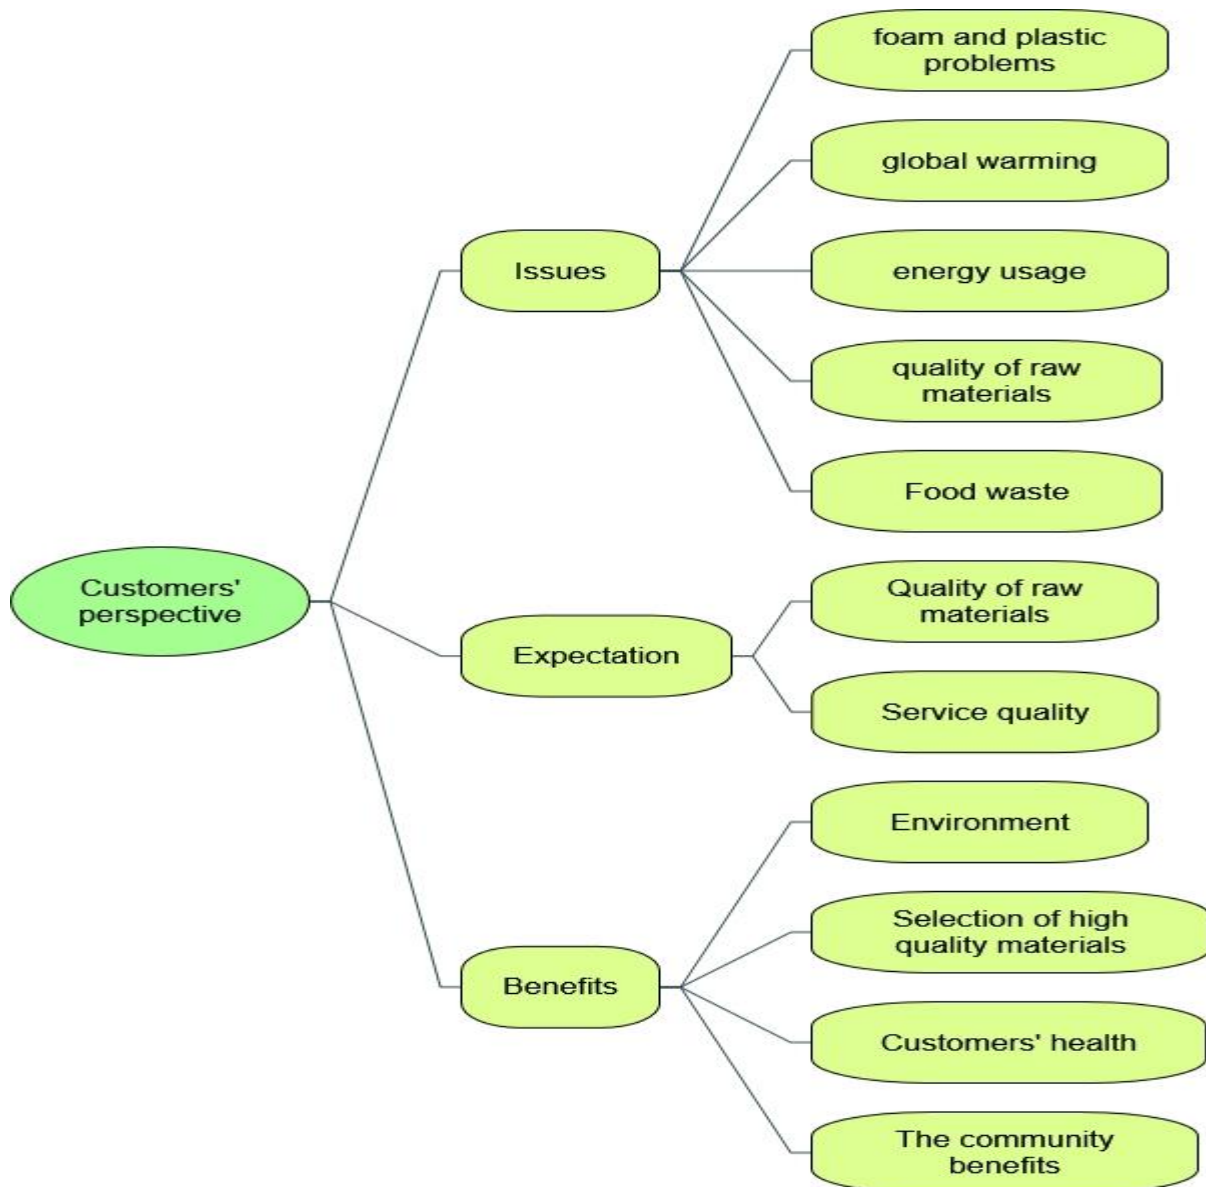 foam and plastic
problems
global warming
Issues
energy usage
quality of raw
materials
Food waste
Customers'
perspective
Quality of raw
materials
Expectation
Service quality
Environment
Selection of high
quality materials
Benefits
Customers' health
The community
benefits